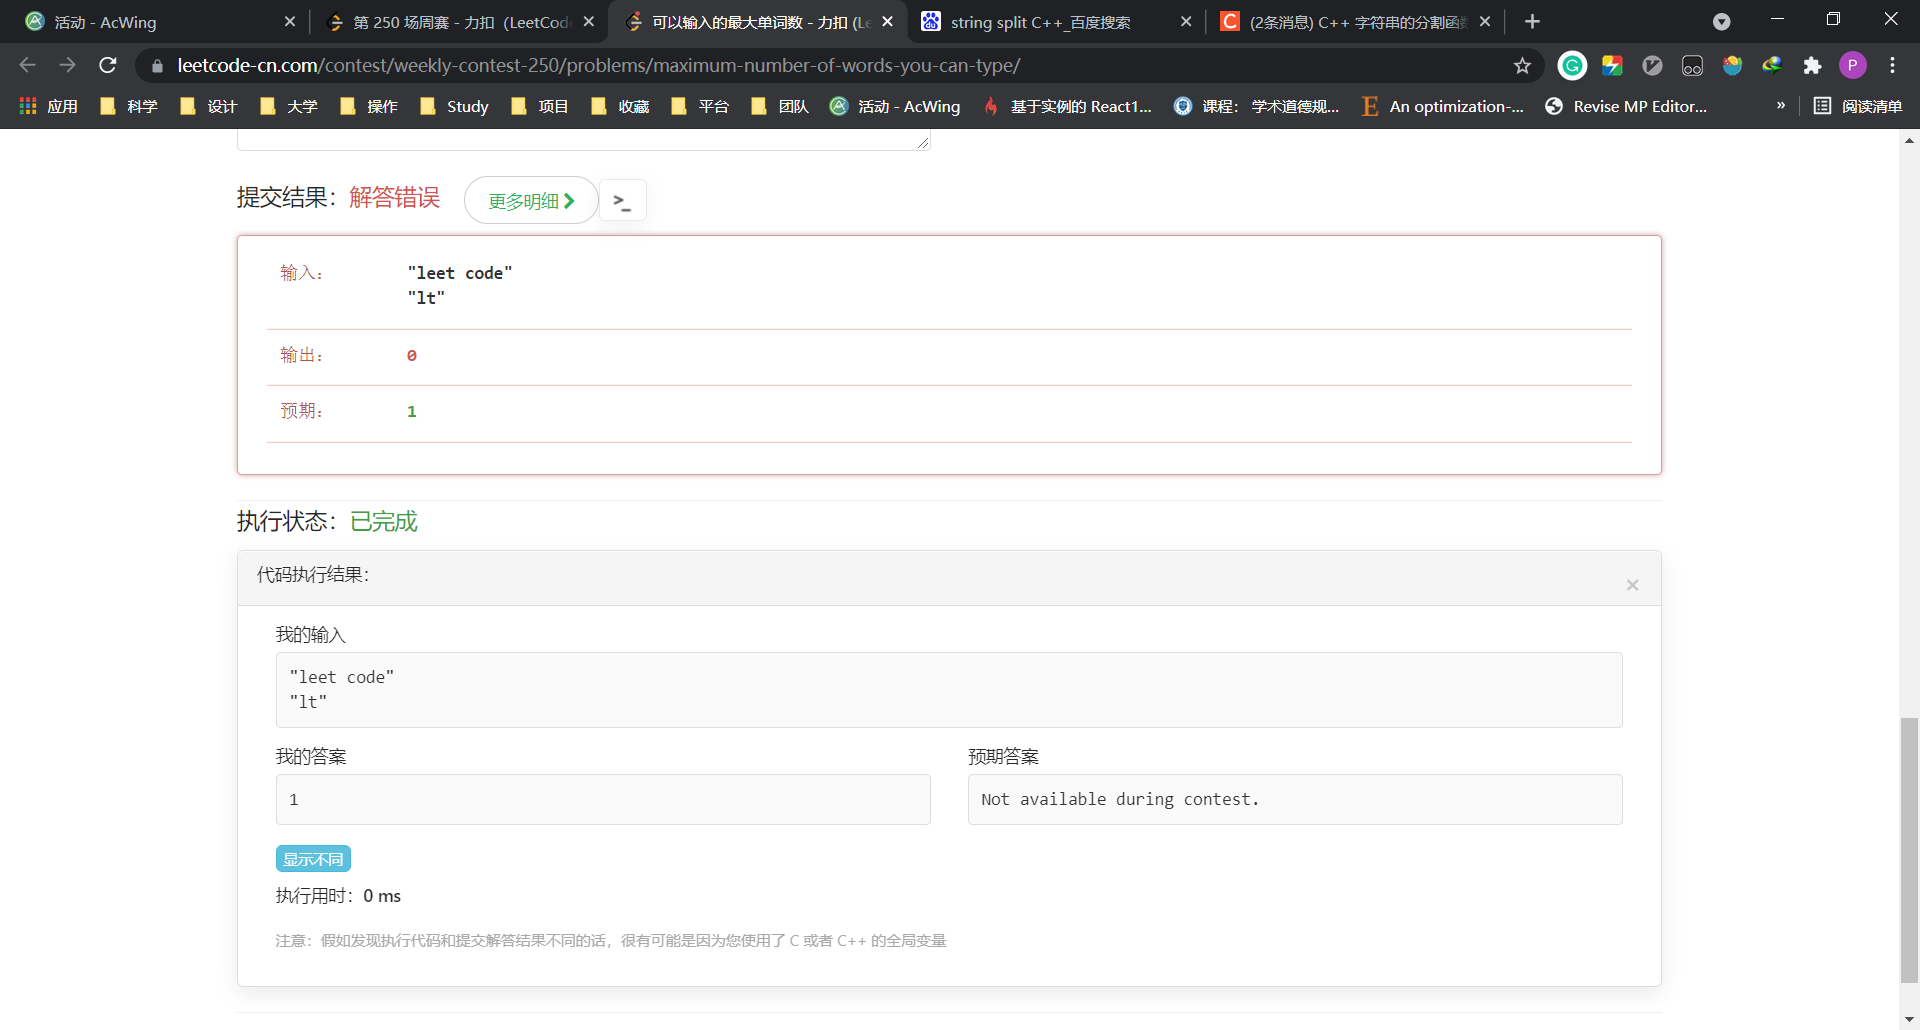 活动 - AcWing
第 250 场周赛 - 力扣 (LeetCod
可以输入的最大单词数 - 力扣 (Le
string split C++_百度搜索
(2条消息) C++ 字符串的分割函数
leetcode-cn.com/contest/weekly-contest-250/problems/maximum-number-of-words-you-can-type/
P
应用
科学
设计
大学
操作
Study
项目
收藏
平台
团队
活动 - AcWing
基于实例的 React1...
课程: 学术道德规...
An optimization-...
Revise MP Editor...
»
阅读清单
提交结果: 解答错误
更多明细
>_
输入:
"leet code"
"lt"
输出:
0
预期:
1
执行状态: 已完成
代码执行结果:
×
我的输入
"leet code"
"lt"
我的答案
预期答案
1
Not available during contest.
显示不同
执行用时: 0 ms
注意: 假如发现执行代码和提交解答结果不同的话，很有可能是因为您使用了 C 或者 C++ 的全局变量